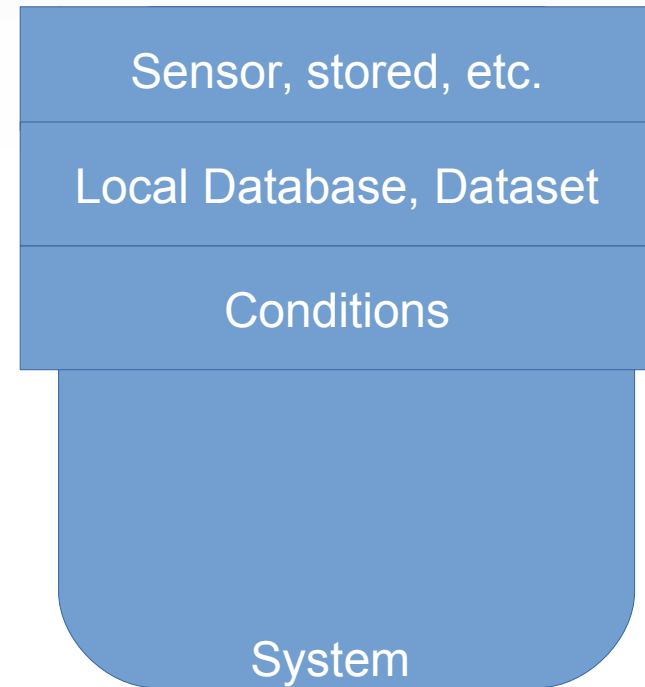 Sensor, stored, etc.
Local Database, Dataset
Conditions
System